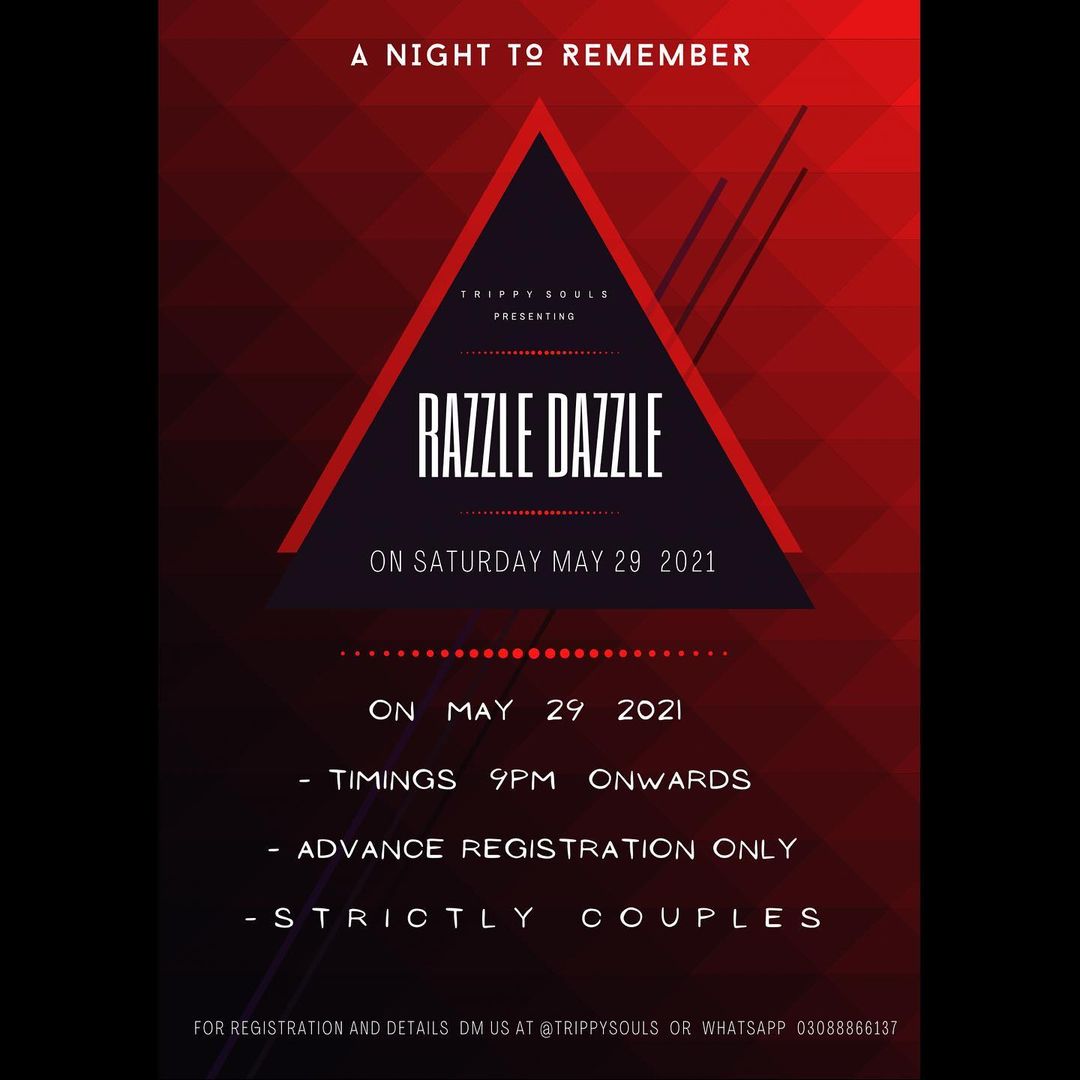 A NIGHT TO REMEMBER
TRIPPY SOULS
PRESENTING
RAZZLE DAZZLE
ON SATURDAY MAY 29 2021
ON MAY 29 2021
- TIMINGS 9PM ONWARDS
- ADVANCE REGISTRATION ONLY
- STRICTLY COUPLES
FOR REGISTRATION AND DETAILS DM US AT @TRIPPYSOULS OR WHATSAPP 03088866137